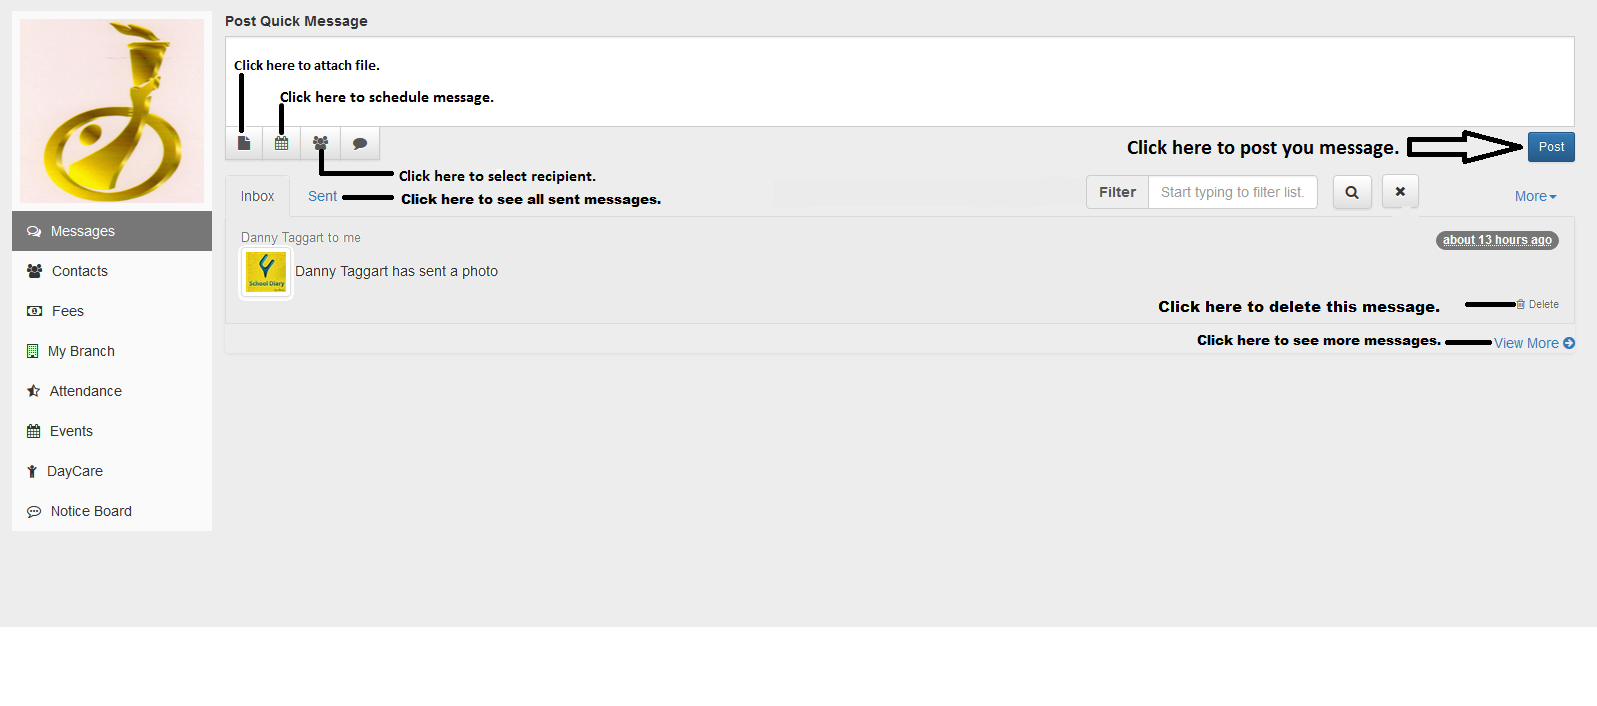 Post Quick Message
Click here to attach file.
Click here to schedule message.
Click here to post you message.
Post
Click here to select recipient.
Inbox
Sent
Click here to see all sent messages.
Filter
Start typing to filter list.
More
Danny Taggart to me
about 13 hours ago
School Diary
Danny Taggart has sent a photo
Click here to delete this message.
Delete
Click here to see more messages.
View More
Messages
Contacts
Fees
My Branch
Attendance
Events
DayCare
Notice Board